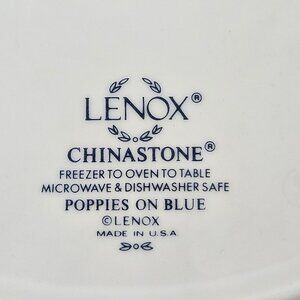 LENOX®
CHINASTONE®
FREEZER TO OVEN TO TABLE
MICROWAVE & DISHWASHER SAFE
POPPIES ON BLUE
©LENOX
MADE IN U.S.A.